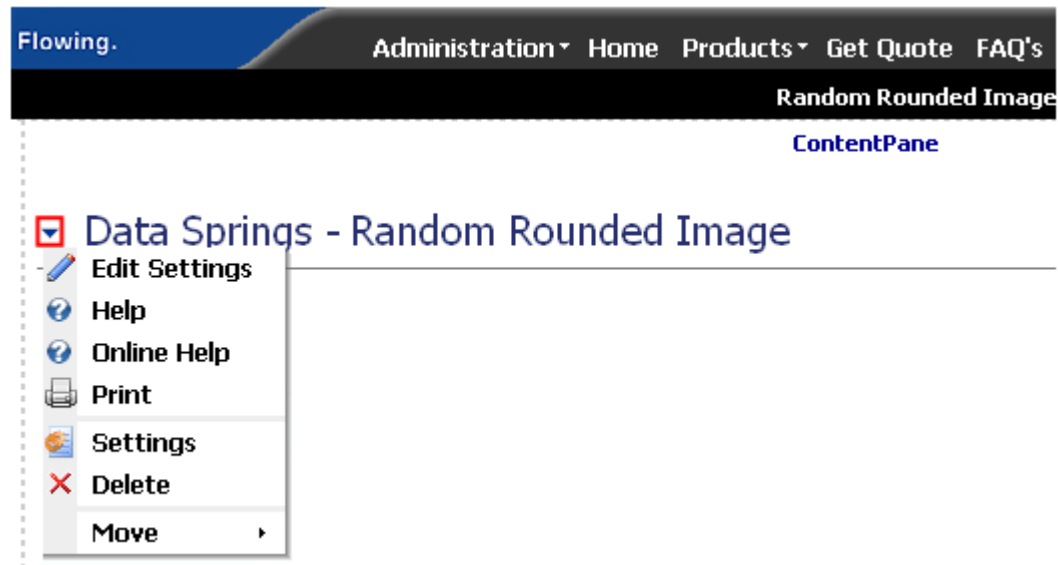 Flowing.
Administration Home Products Get Quote FAQ's
Random Rounded Image
ContentPane
Data Springs - Random Rounded Image
Edit Settings
Help
Online Help
Print
Settings
Delete
Move